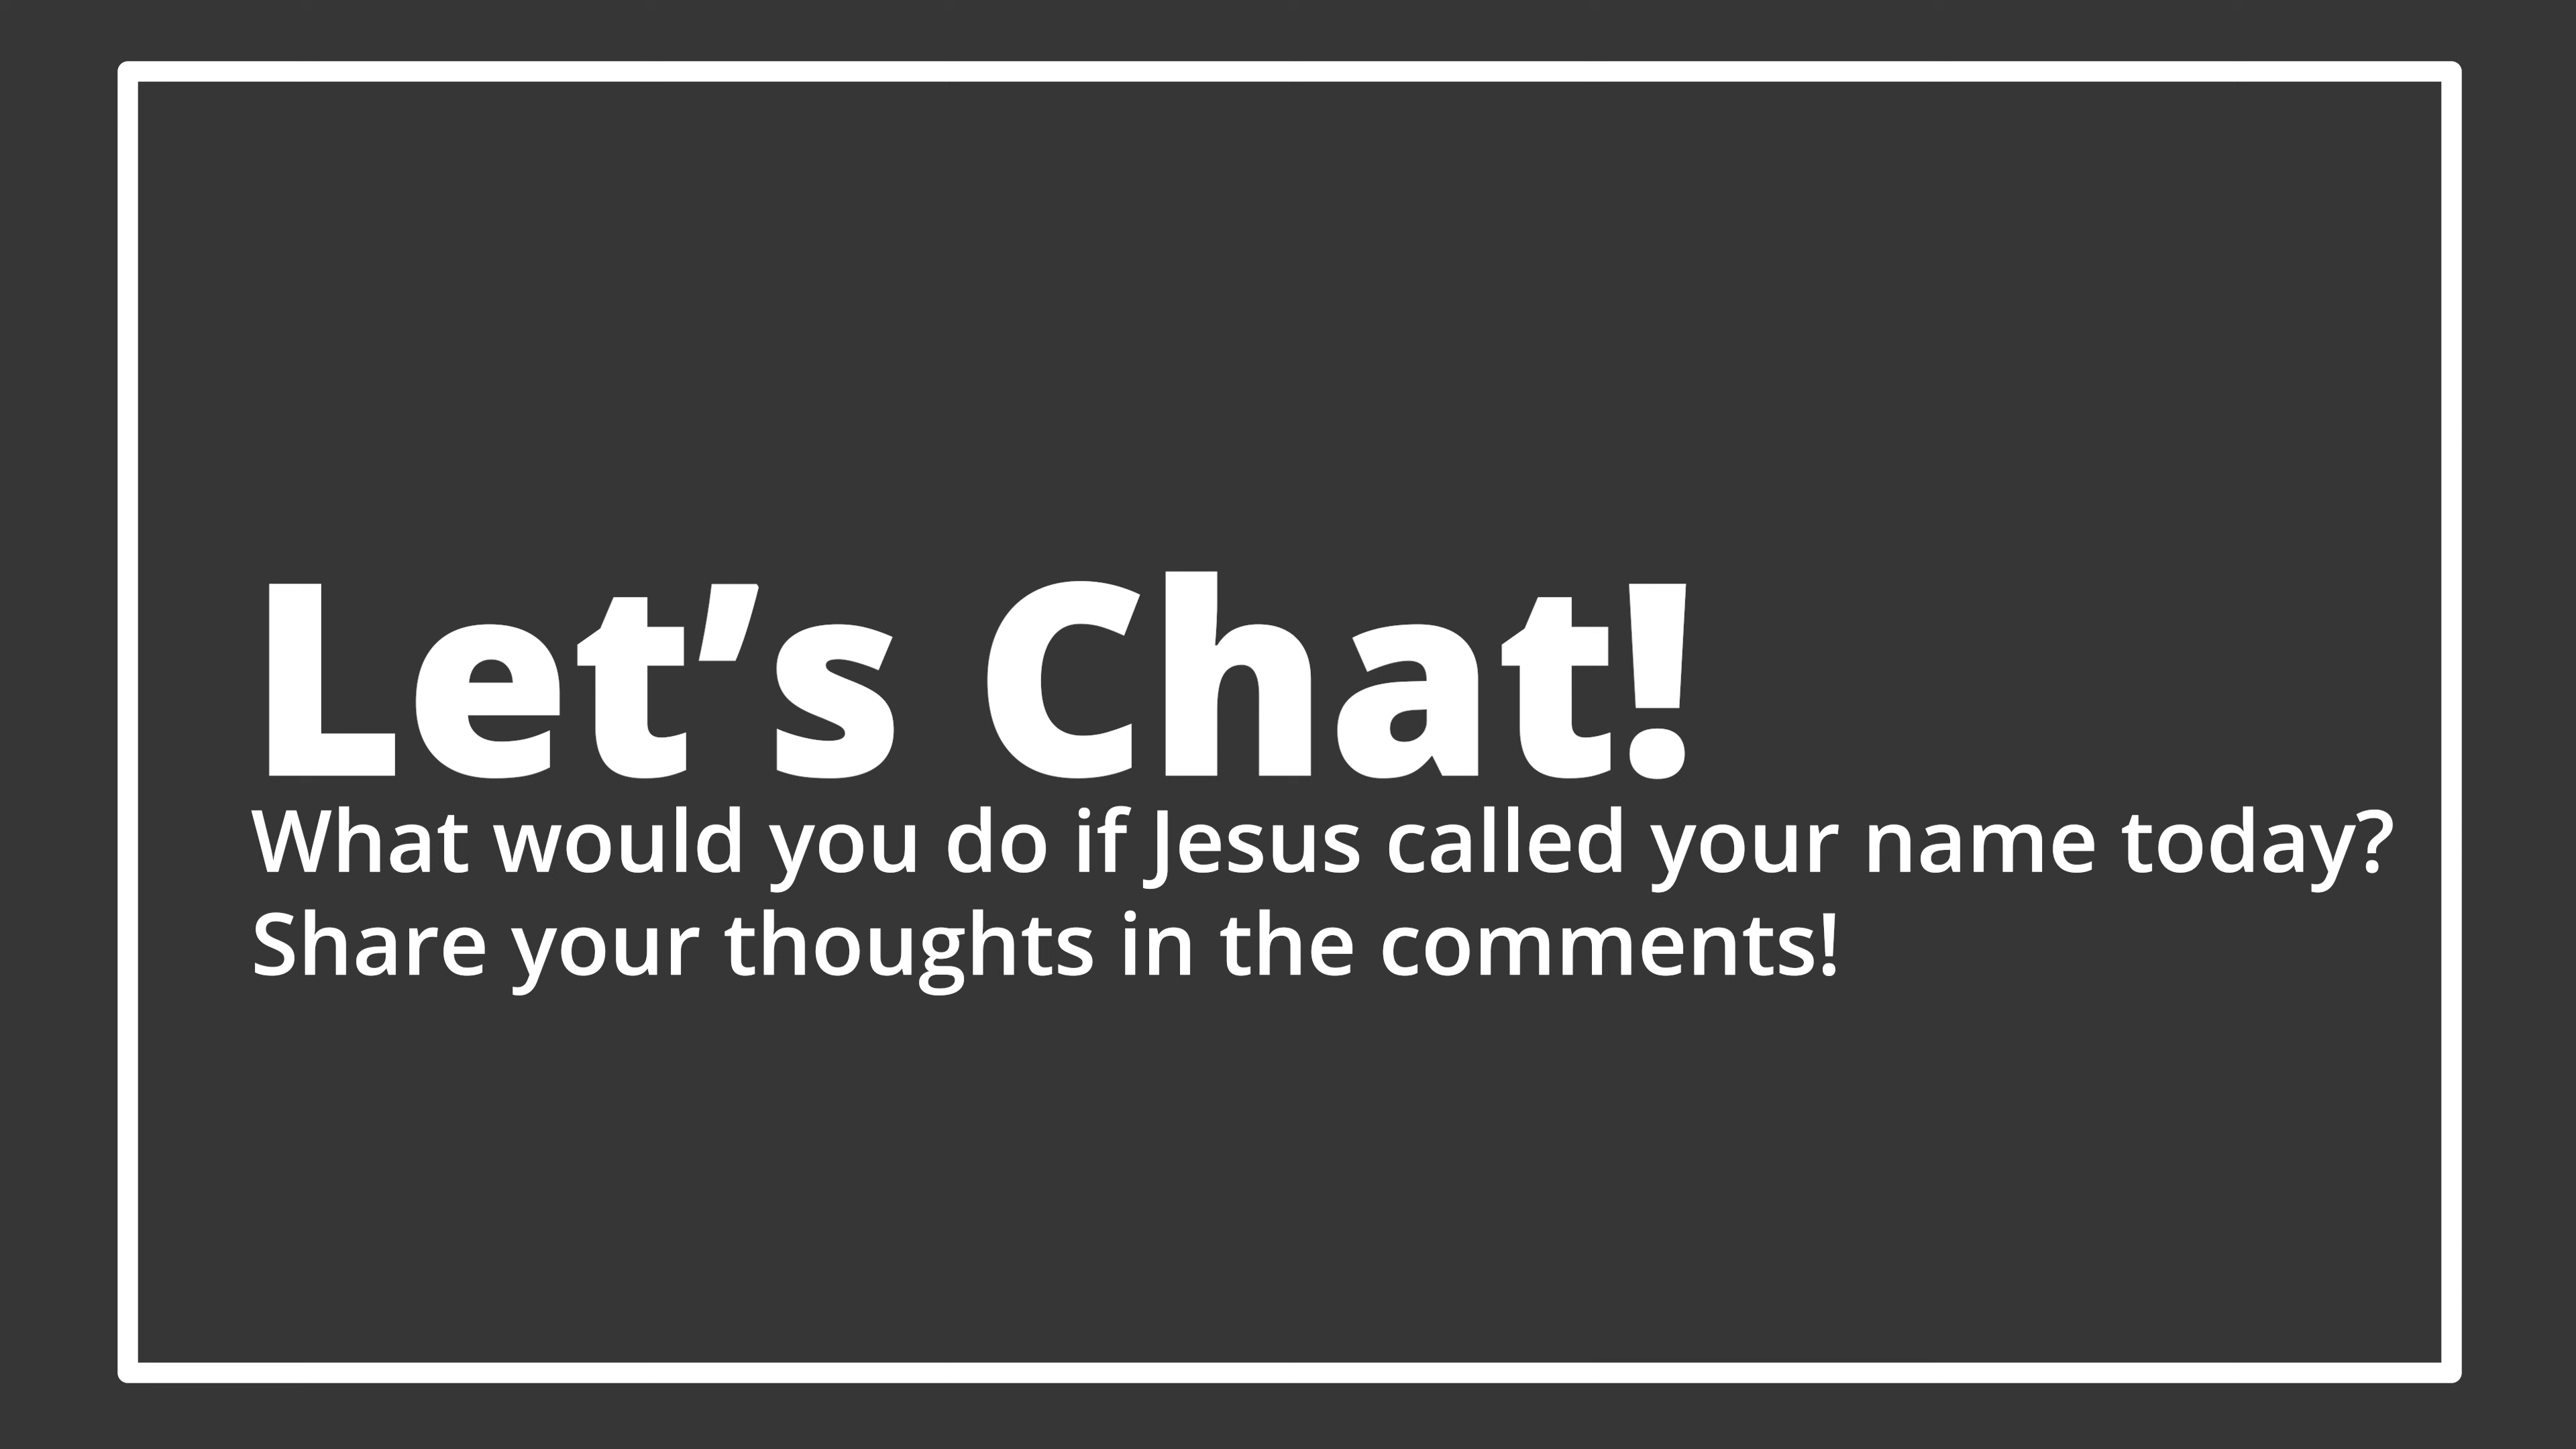 Let’s Chat!
What would you do if Jesus called your name today?
Share your thoughts in the comments!